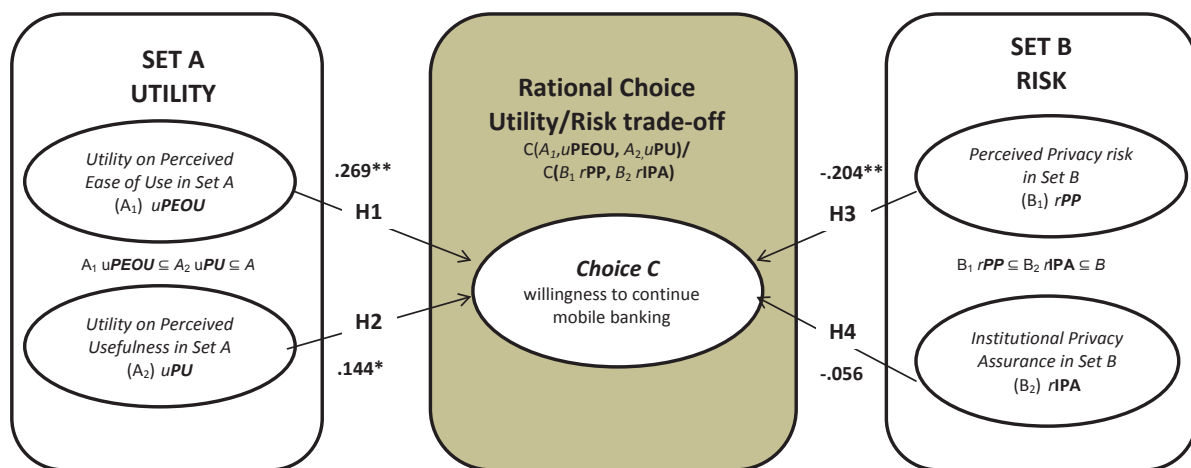 SET A
UTILITY
Utility on Perceived
Ease of Use in Set A
(A₁) uPEOU
A₁ uPEOU ⊆ A₂ uPU ⊆ A
Utility on Perceived
Usefulness in Set A
(A₂) uPU
.269**
H1
H2
.144*
Rational Choice
Utility/Risk trade-off
C(A₁,uPEOU, A₂,uPU)/
C(B₁ rPP, B₂ rIPA)
Choice C
willingness to continue
mobile banking
-.204**
H3
H4
-.056
SET B
RISK
Perceived Privacy risk
in Set B
(B₁) rPP
B₁ rPP ⊆ B₂ rIPA ⊆ B
Institutional Privacy
Assurance in Set B
(B₂) rIPA